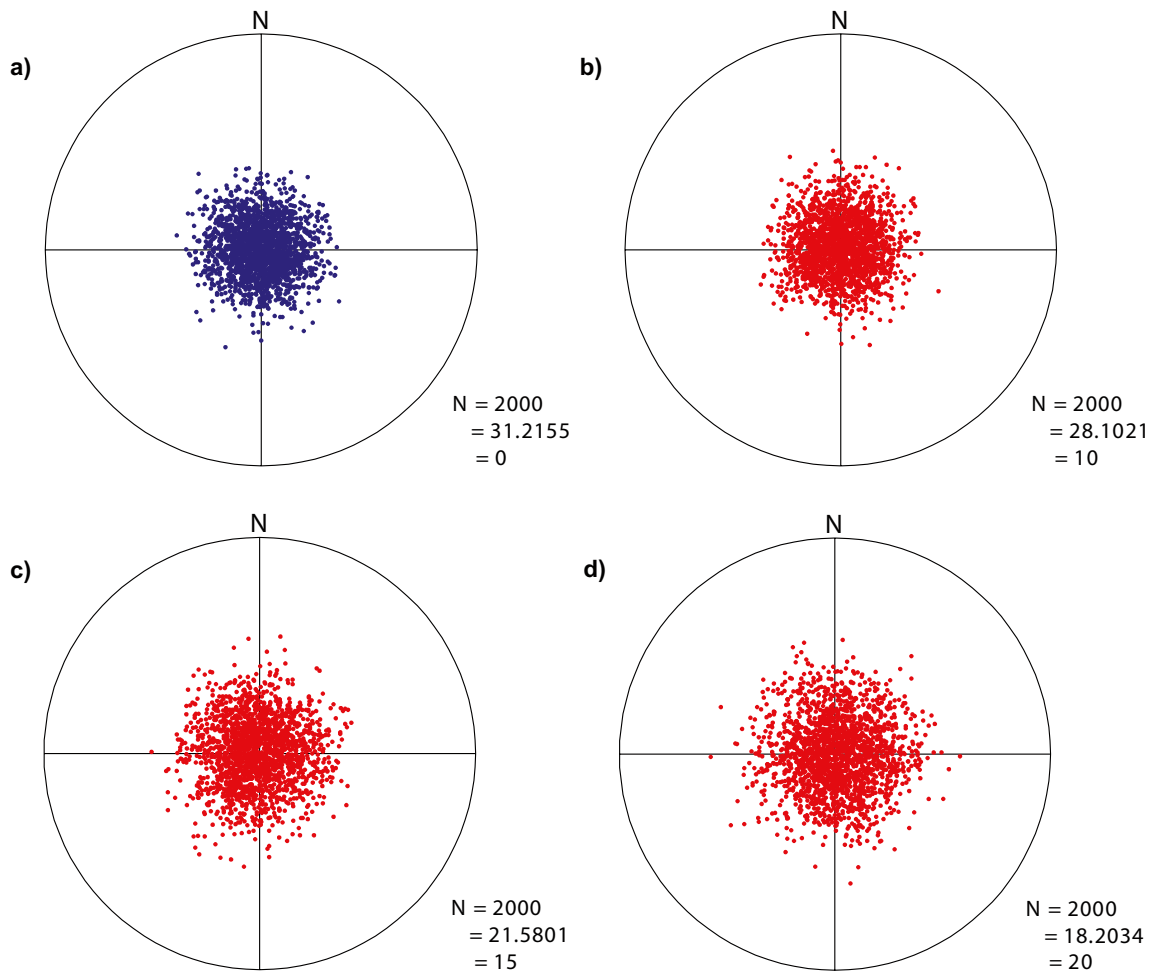 N
a)
N = 2000
= 31.2155
= 0
N
b)
N = 2000
= 28.1021
= 10
N
c)
N = 2000
= 21.5801
= 15
N
d)
N = 2000
= 18.2034
= 20